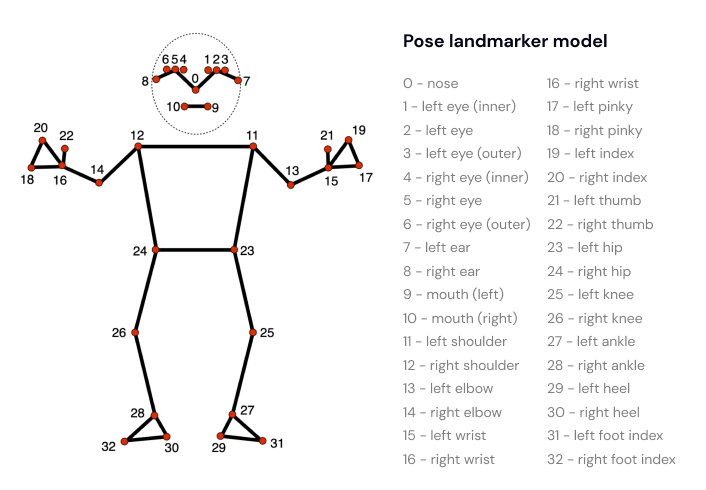 Pose landmarker model
6 5 4 1 2 3
8 0 7
10 9
20 22 12 11 21 19
18 16 14 13 15 17
24 23
26 25
28 27
32 30 29 31
0 - nose
1 - left eye (inner)
2 - left eye
3 - left eye (outer)
4 - right eye (inner)
5 - right eye
6 - right eye (outer)
7 - left ear
8 - right ear
9 - mouth (left)
10 - mouth (right)
11 - left shoulder
12 - right shoulder
13 - left elbow
14 - right elbow
15 - left wrist
16 - right wrist
16 - right wrist
17 - left pinky
18 - right pinky
19 - left index
20 - right index
21 - left thumb
22 - right thumb
23 - left hip
24 - right hip
25 - left knee
26 - right knee
27 - left ankle
28 - right ankle
29 - left heel
30 - right heel
31 - left foot index
32 - right foot index